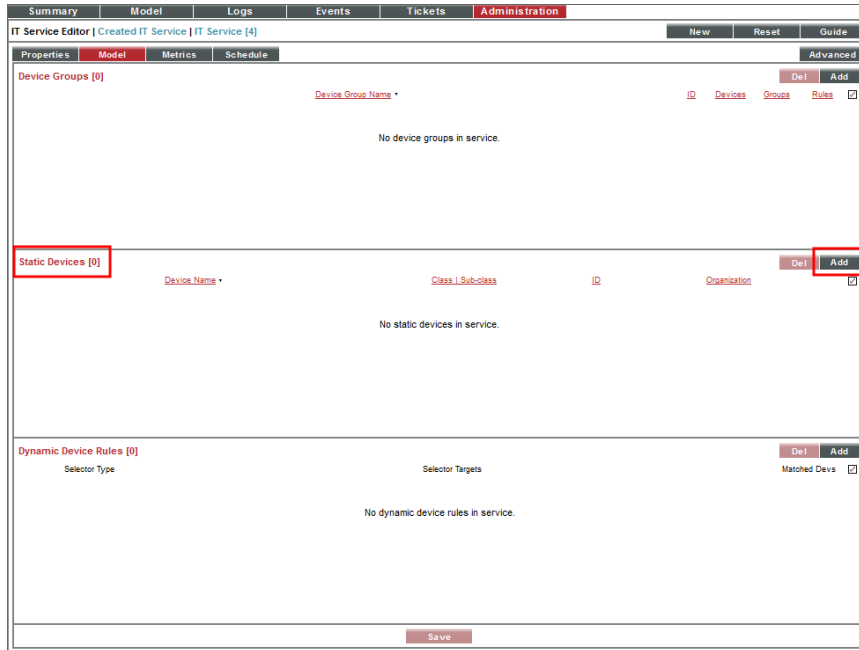 Summary Model Logs Events Tickets Administration
IT Service Editor | Created IT Service | IT Service [4] New Reset Guide
Properties Model Metrics Schedule Advanced
Device Groups [0] Del Add
Device Group Name ID Devices Groups Rules
No device groups in service.
Static Devices [0] Del Add
Device Name Class | Sub-class ID Organization
No static devices in service.
Dynamic Device Rules [0] Del Add
Selector Type Selector Targets Matched Devs
No dynamic device rules in service.
Save